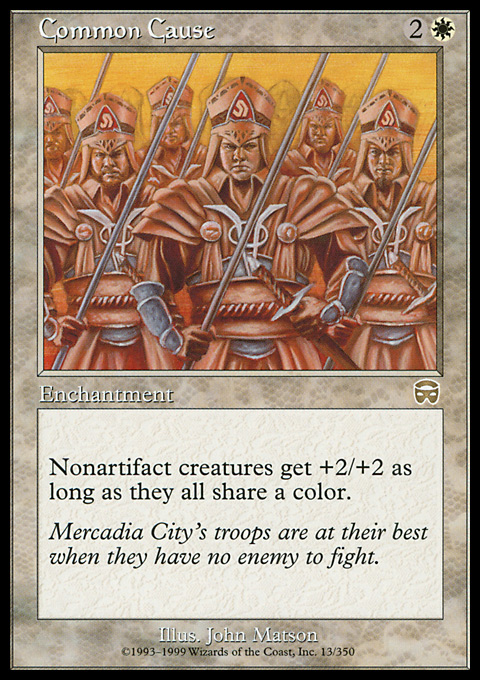 Common Cause 2
Enchantment
Nonartifact creatures get +2/+2 as
long as they all share a color.
Mercadia City's troops are at their best
when they have no enemy to fight.
Illus. John Matson
©1993–1999 Wizards of the Coast, Inc. 13/350